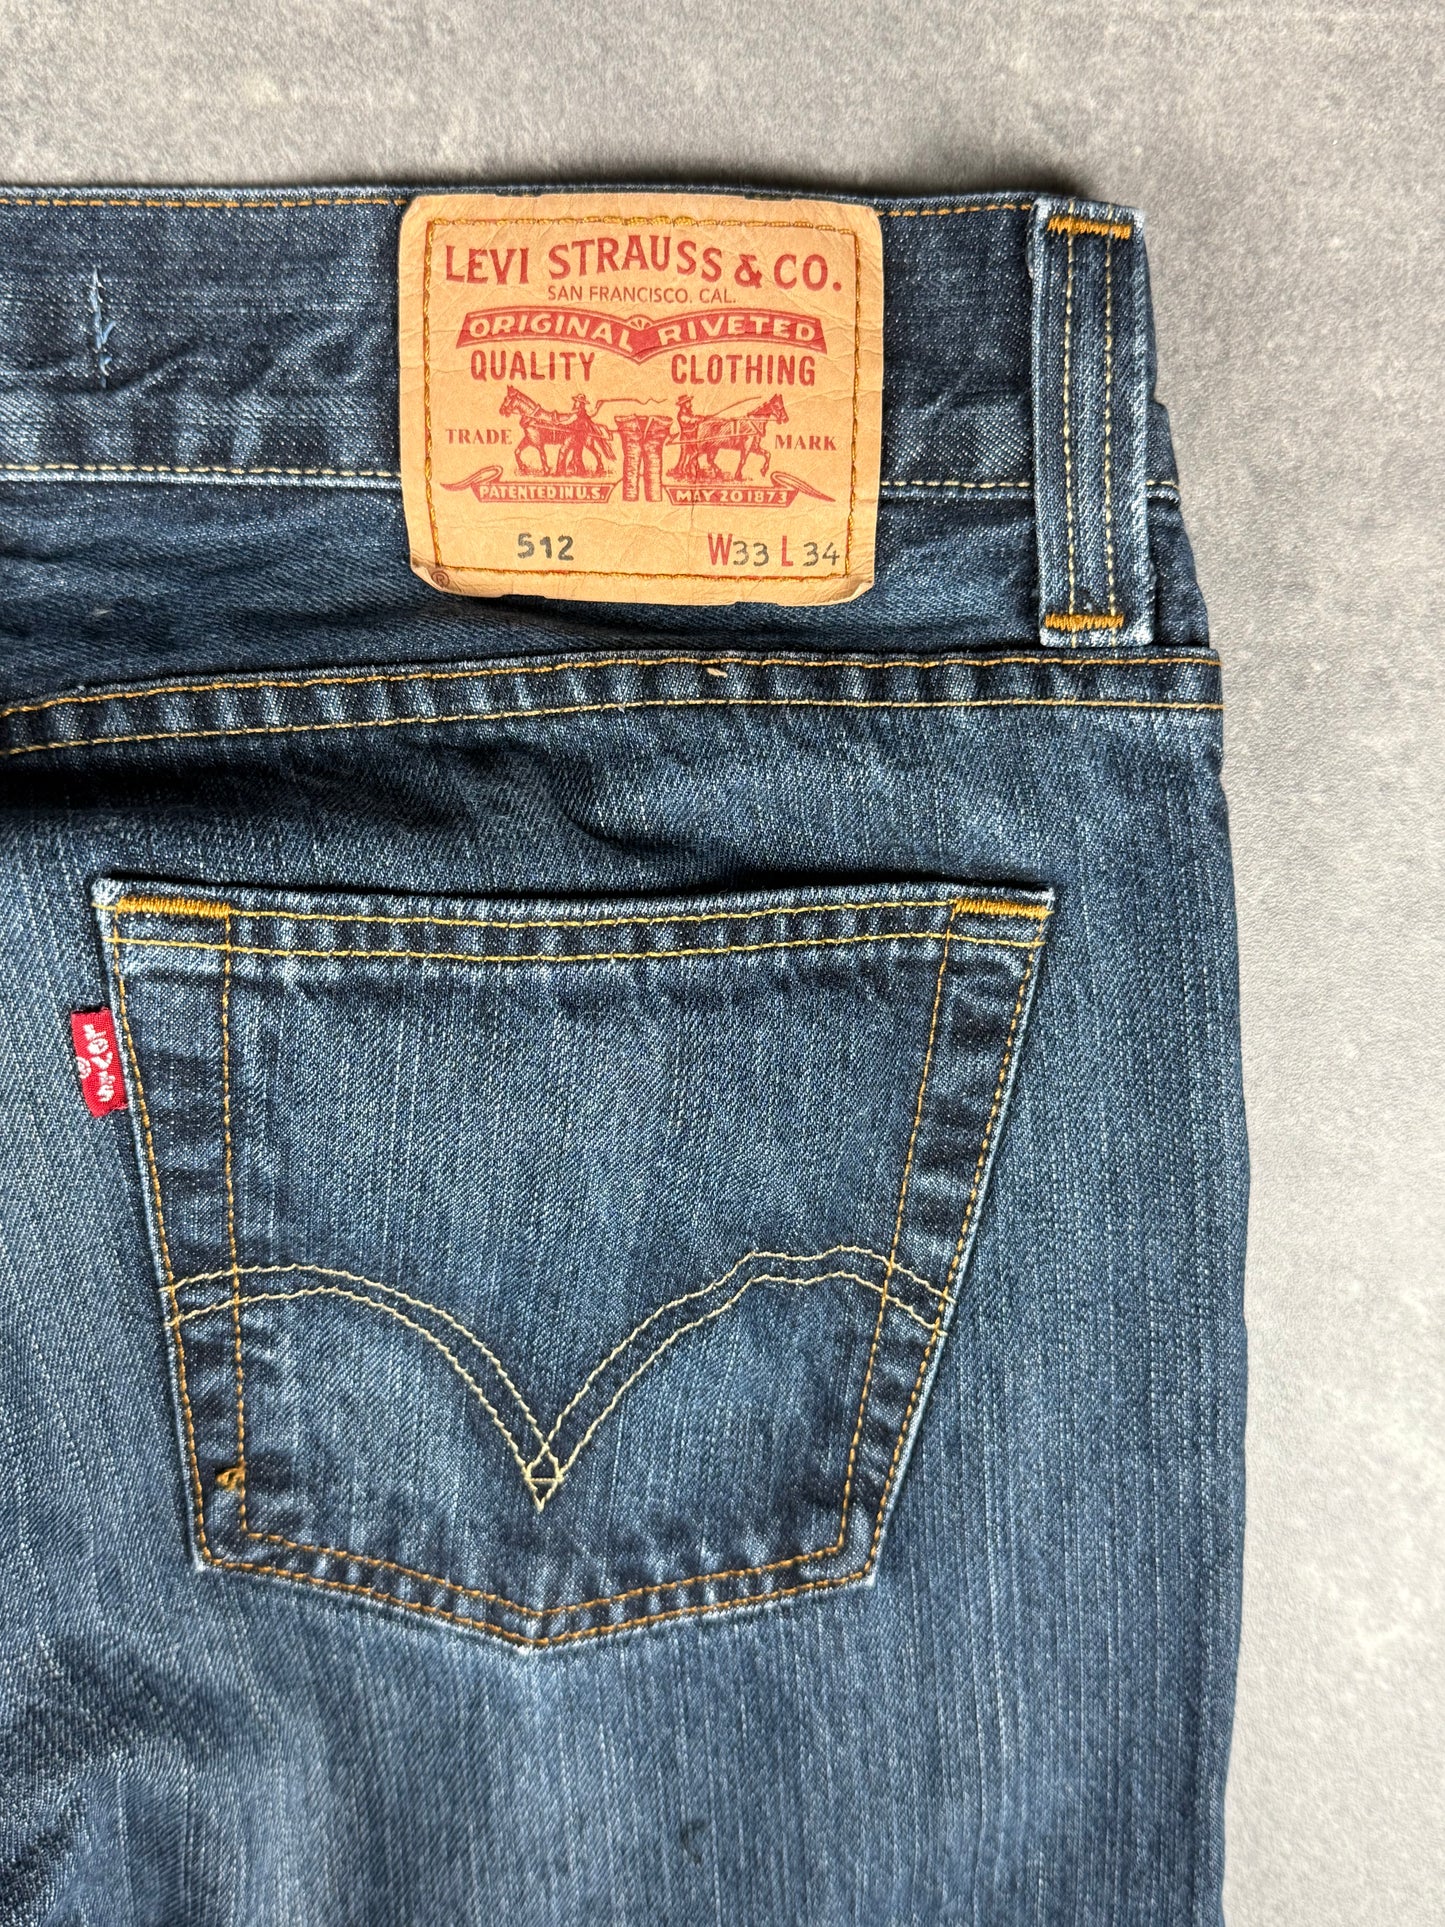 LEVI STRAUSS & CO.
SAN FRANCISCO. CAL.
ORIGINAL RIVETED
QUALITY CLOTHING
TRADE MARK
PATENTED IN U.S. MAY 20 1873
512 W33 L 34
®
LEVI'S
®